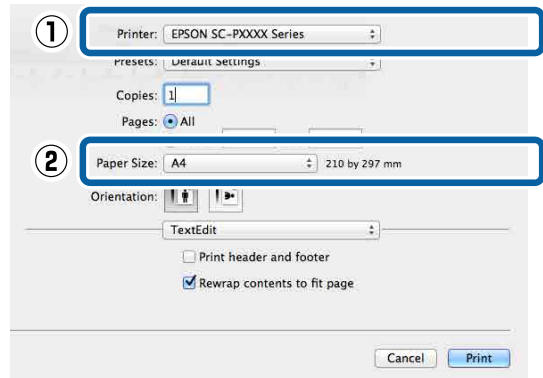 1
Printer: EPSON SC-PXXXX Series
Presets: Default Settings
Copies: 1
Pages: All
2
Paper Size: A4 210 by 297 mm
Orientation:
TextEdit
Print header and footer
Rewrap contents to fit page
Cancel Print